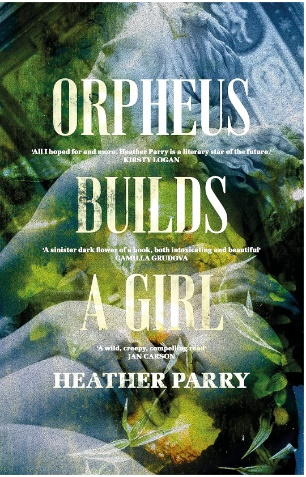 ORPHEUS
'All I hoped for and more. Heather Parry is a literary star of the future.'
KIRSTY LOGAN
BUILDS
'A sinister dark flower of a book, both intoxicating and beautiful'
CAMILLA GRUDOVA
A GIRL
'A wild, creepy, compelling read'
JAN CARSON
HEATHER PARRY